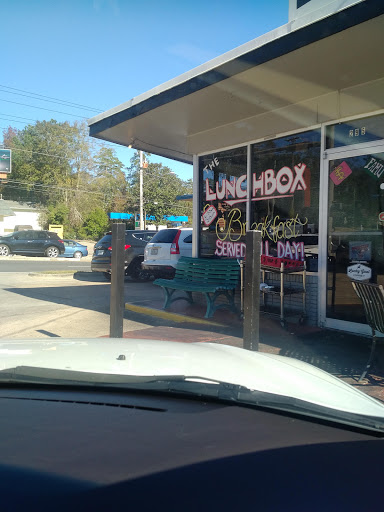 THE
LUNCHBOX
Breakfast
SERVED ALL DAY!